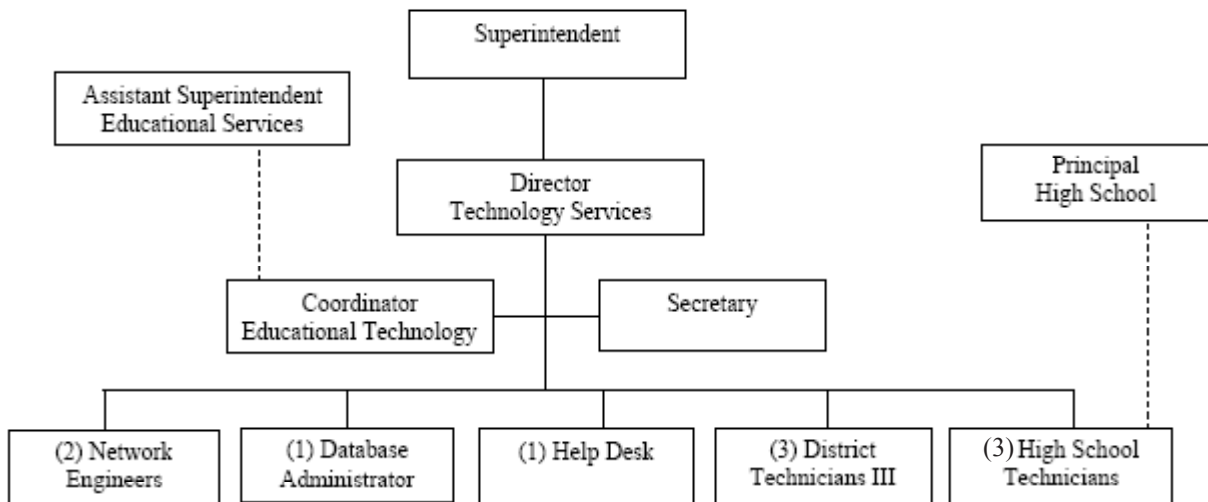 Superintendent
Assistant Superintendent
Educational Services
Principal
High School
Director
Technology Services
Coordinator
Educational Technology
Secretary
(2) Network
Engineers
(1) Database
Administrator
(1) Help Desk
(3) District
Technicians III
(3) High School
Technicians